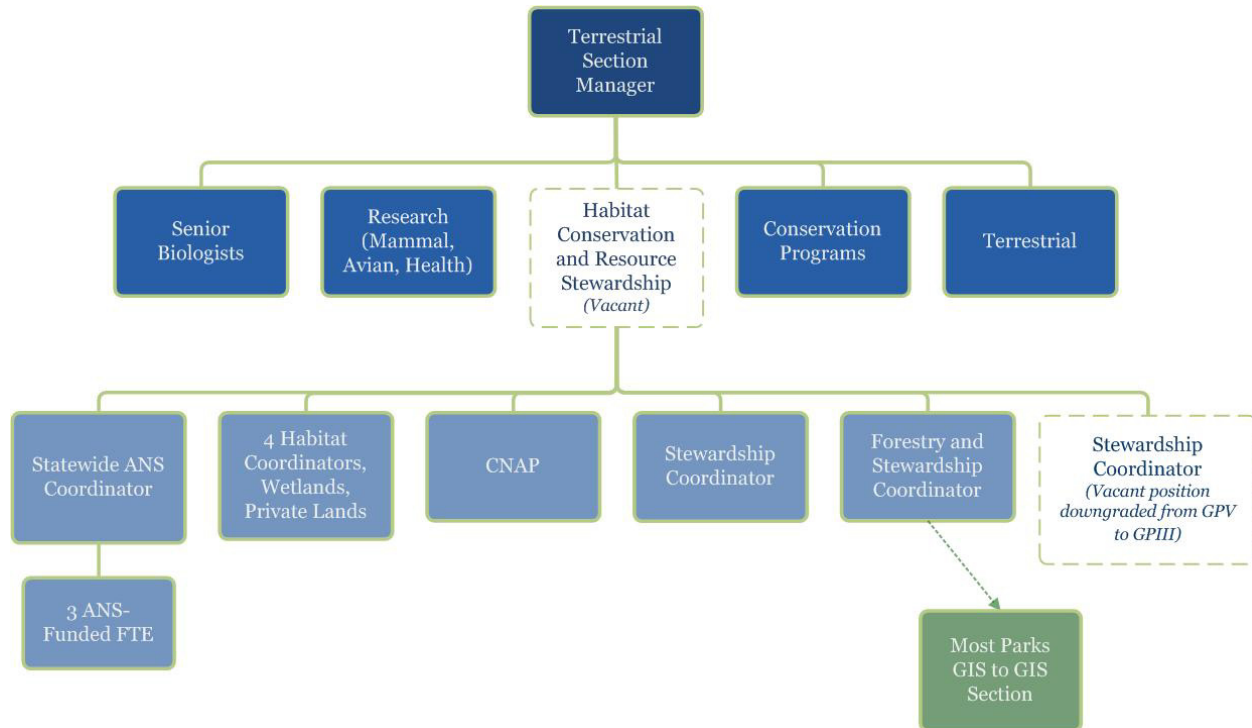 Terrestrial
Section
Manager
Senior
Biologists
Research
(Mammal,
Avian, Health)
Habitat
Conservation
and Resource
Stewardship
(Vacant)
Conservation
Programs
Terrestrial
Statewide ANS
Coordinator
4 Habitat
Coordinators,
Wetlands,
Private Lands
CNAP
Stewardship
Coordinator
Forestry and
Stewardship
Coordinator
Stewardship
Coordinator
(Vacant position
downgraded from GPV
to GPIII)
3 ANS-
Funded FTE
Most Parks
GIS to GIS
Section